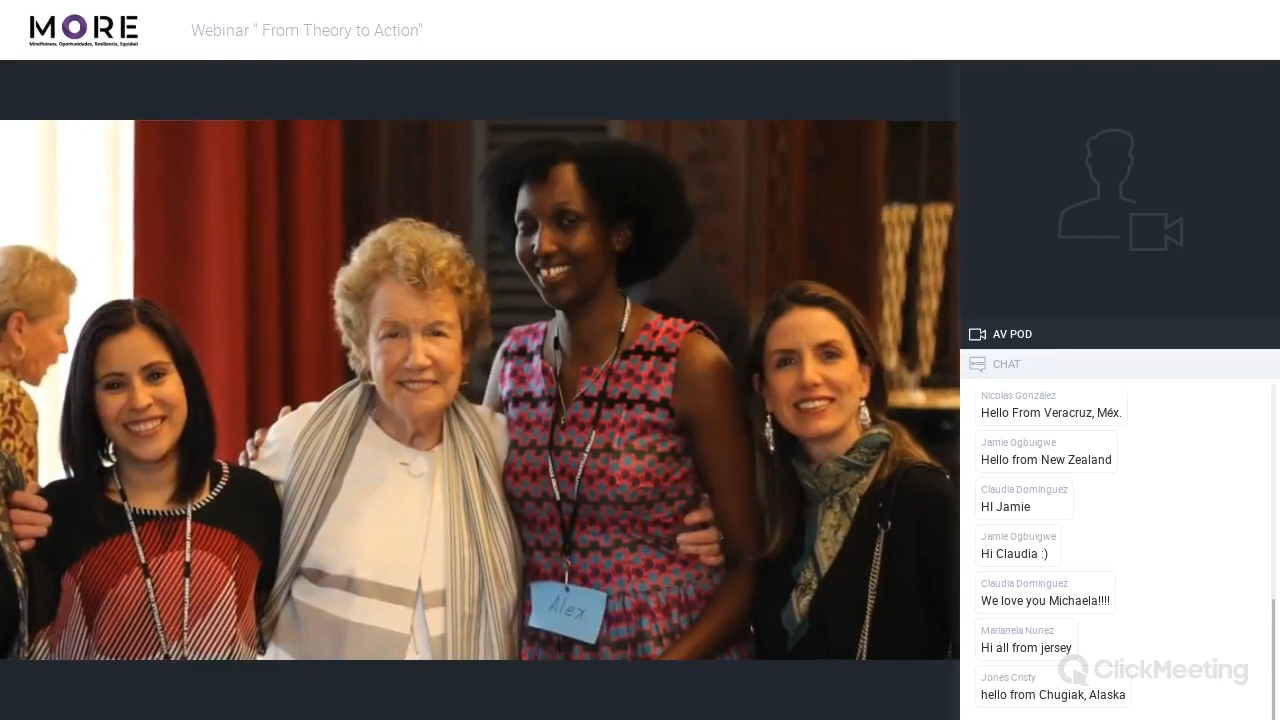 MORE
Mindfulness, Oportunidades, Resiliencia, Equidad
Webinar " From Theory to Action"
Alex
AV POD
CHAT
Nicolas González
Hello From Veracruz, Méx.
Jamie Ogbuigwe
Hello from New Zealand
Claudia Domínguez
HI Jamie
Jamie Ogbuigwe
Hi Claudia :)
Claudia Domínguez
We love you Michaela!!!!
Marianela Nunez
Hi all from jersey
Jones Cristy
hello from Chugiak, Alaska
ClickMeeting